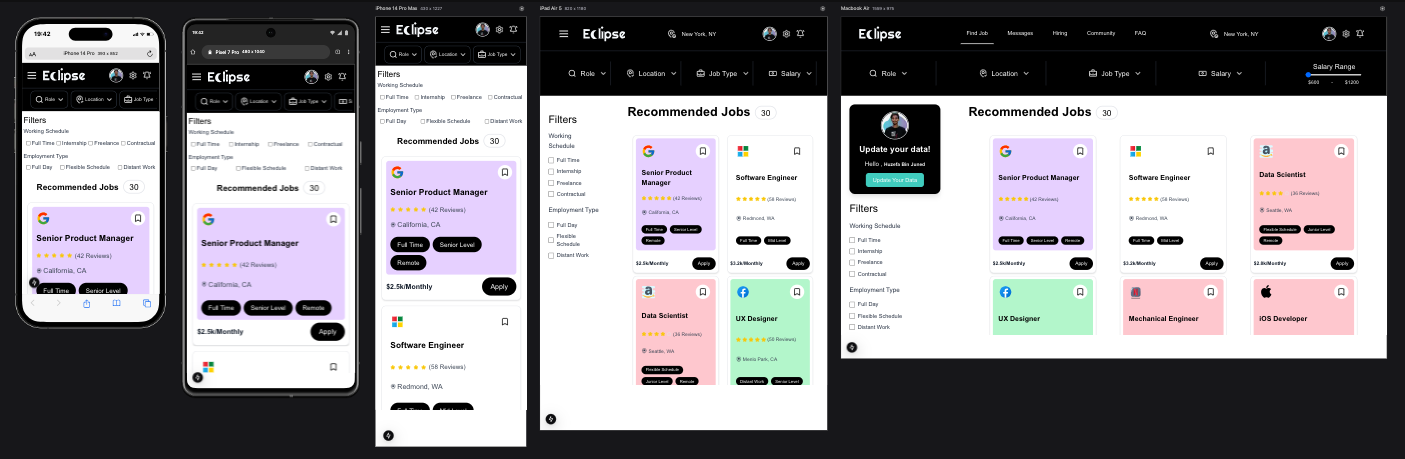 19:42
AA
iPhone 14 Pro 393 x 852
Eclipse
Role
Location
Job Type
Filters
Working Schedule
Full Time
Internship
Freelance
Contractual
Employment Type
Full Day
Flexible Schedule
Distant Work
Recommended Jobs 30
Senior Product Manager
(42 Reviews)
California, CA
Full Time
Senior Level
19:42
Pixel 7 Pro 480 x 1040
Eclipse
Role
Location
Job Type
Filters
Working Schedule
Full Time
Internship
Freelance
Contractual
Employment Type
Full Day
Flexible Schedule
Distant Work
Recommended Jobs 30
Senior Product Manager
(42 Reviews)
California, CA
Full Time
Senior Level
Remote
$2.5k/Monthly
Apply
iPhone 14 Pro Max
Eclipse
Role
Location
Job Type
Filters
Working Schedule
Full Time
Internship
Freelance
Contractual
Employment Type
Full Day
Flexible Schedule
Distant Work
Recommended Jobs 30
Senior Product Manager
(42 Reviews)
California, CA
Full Time
Senior Level
Remote
$2.5k/Monthly
Apply
Software Engineer
(58 Reviews)
Redmond, WA
Full Time
Mid Level
iPad Air 5 820 x 1180
Eclipse
New York, NY
Role
Location
Job Type
Salary
Filters
Working
Schedule
Full Time
Internship
Freelance
Contractual
Employment Type
Full Day
Flexible
Schedule
Distant Work
Recommended Jobs 30
Senior Product
Manager
(42 Reviews)
California, CA
Full Time
Senior Level
Remote
$2.5k/Monthly
Apply
Software Engineer
(58 Reviews)
Redmond, WA
Full Time
Mid Level
$3.2k/Monthly
Apply
Data Scientist
(36 Reviews)
Seattle, WA
Flexible Schedule
Junior Level
Remote
UX Designer
(50 Reviews)
Menlo Park, CA
Distant Work
Senior Level
Macbook Air
Eclipse
Find Job
Messages
Hiring
Community
FAQ
New York, NY
Role
Location
Job Type
Salary
Salary Range
$600 - $1200
Update your data!
Hello , Huzefa Bin Juned
Update Your Data
Filters
Working Schedule
Full Time
Internship
Freelance
Contractual
Employment Type
Full Day
Flexible Schedule
Distant Work
Recommended Jobs 30
Senior Product Manager
(42 Reviews)
California, CA
Full Time
Senior Level
Remote
$2.5k/Monthly
Apply
Software Engineer
(58 Reviews)
Redmond, WA
Full Time
Mid Level
$3.2k/Monthly
Apply
Data Scientist
(36 Reviews)
Seattle, WA
Flexible Schedule
Junior Level
Remote
$2.8k/Monthly
Apply
UX Designer
Mechanical Engineer
iOS Developer